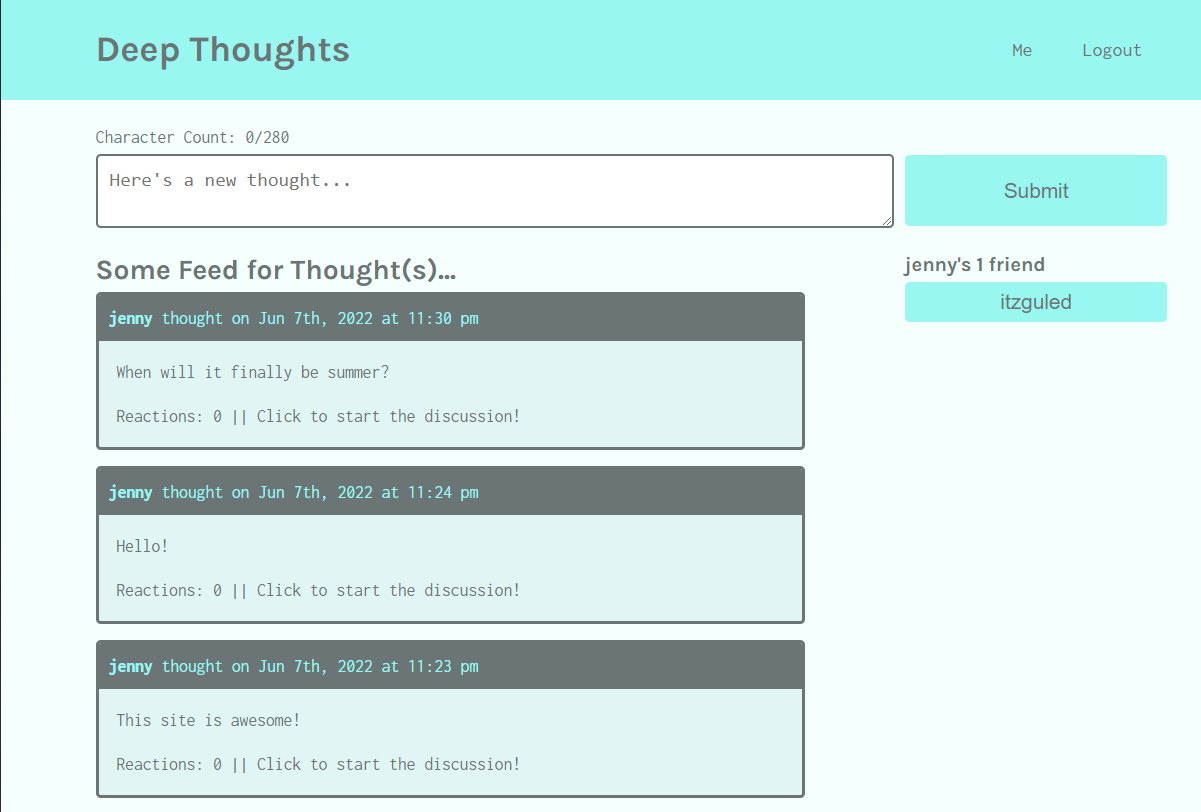 Deep Thoughts
Me
Logout
Character Count: 0/280
Here's a new thought...
Submit
Some Feed for Thought(s)...
jenny thought on Jun 7th, 2022 at 11:30 pm
When will it finally be summer?
Reactions: 0 || Click to start the discussion!
jenny thought on Jun 7th, 2022 at 11:24 pm
Hello!
Reactions: 0 || Click to start the discussion!
jenny thought on Jun 7th, 2022 at 11:23 pm
This site is awesome!
Reactions: 0 || Click to start the discussion!
jenny's 1 friend
itzguled